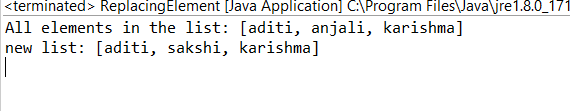 <terminated> ReplacingElement [Java Application] C:\Program Files\Java\jre1.8.0_171
All elements in the list: [aditi, anjali, karishma]
new list: [aditi, sakshi, karishma]